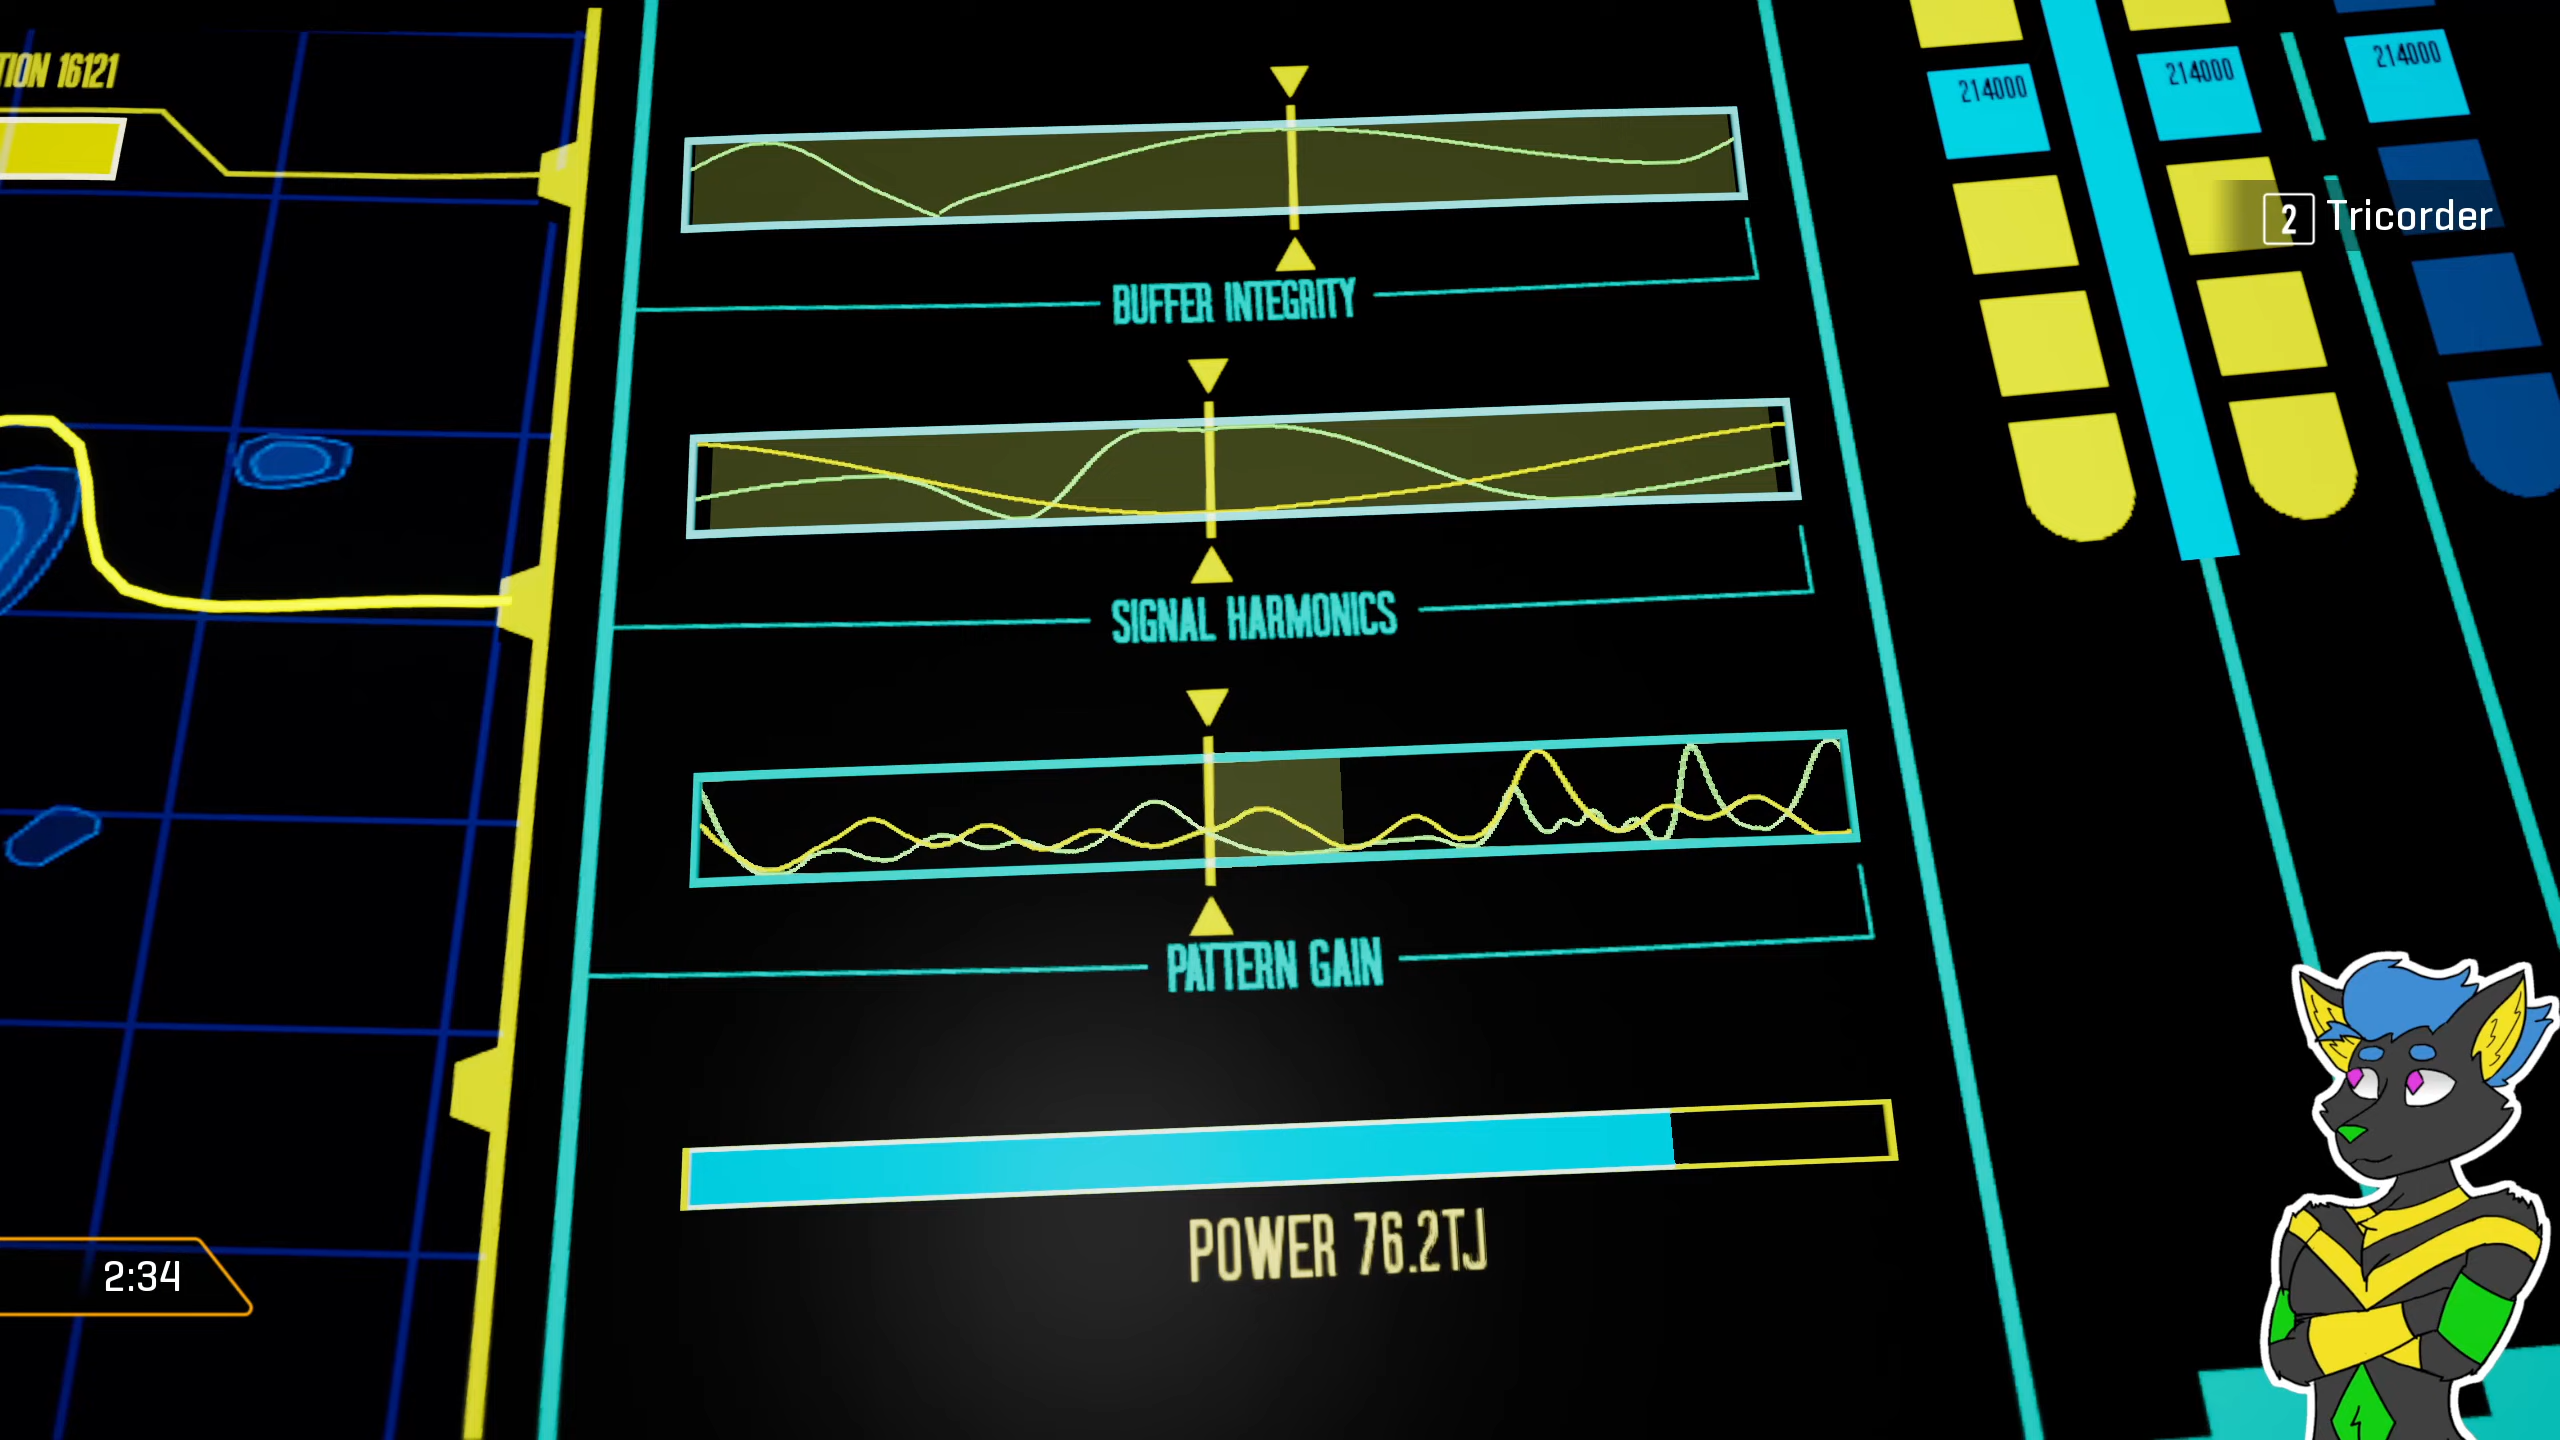 TION 16121
214000
214000
214000
2 Tricorder
BUFFER INTEGRITY
SIGNAL HARMONICS
PATTERN GAIN
POWER 76.2TJ
2:34